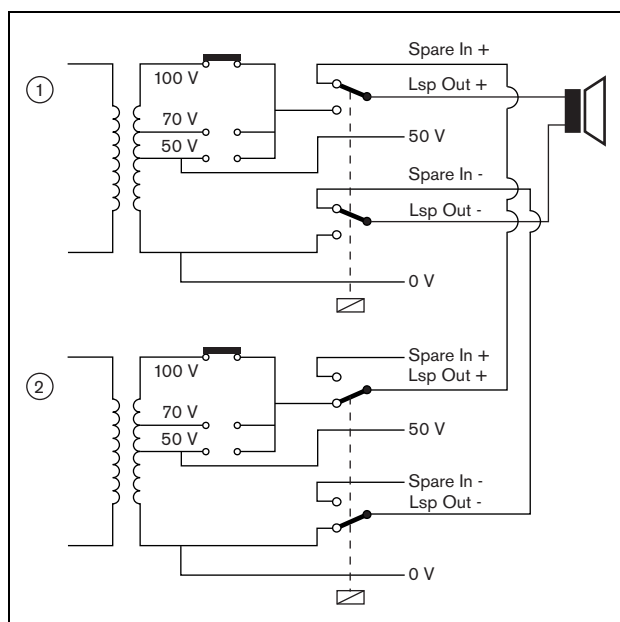 Spare In +
100 V
Lsp Out +
1
70 V
50 V
50 V
Spare In -
Lsp Out -
0 V
Spare In +
100 V
Lsp Out +
2
70 V
50 V
50 V
Spare In -
Lsp Out -
0 V